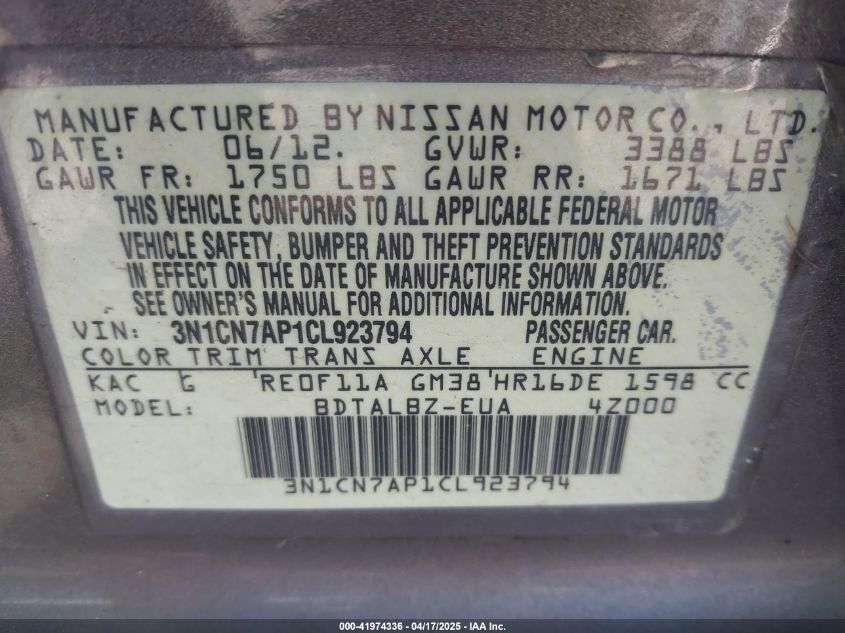 MANUFACTURED BY NISSAN MOTOR CO., LTD.
DATE: 06/12. GVWR: 3388 LBS
GAWR FR: 1750 LBS GAWR RR: 1671 LBS
THIS VEHICLE CONFORMS TO ALL APPLICABLE FEDERAL MOTOR
VEHICLE SAFETY, BUMPER AND THEFT PREVENTION STANDARDS
IN EFFECT ON THE DATE OF MANUFACTURE SHOWN ABOVE.
SEE OWNER'S MANUAL FOR ADDITIONAL INFORMATION.
VIN: 3N1CN7AP1CL923794 PASSENGER CAR.
COLOR TRIM TRANS AXLE ENGINE
KAC G 'RE0F11A GM38'HR16DE 1598 CC
MODEL: BDTALBZ-EUA 4Z000
3N1CN7AP1CL923794
000-41974336 - 04/17/2025 - IAA Inc.